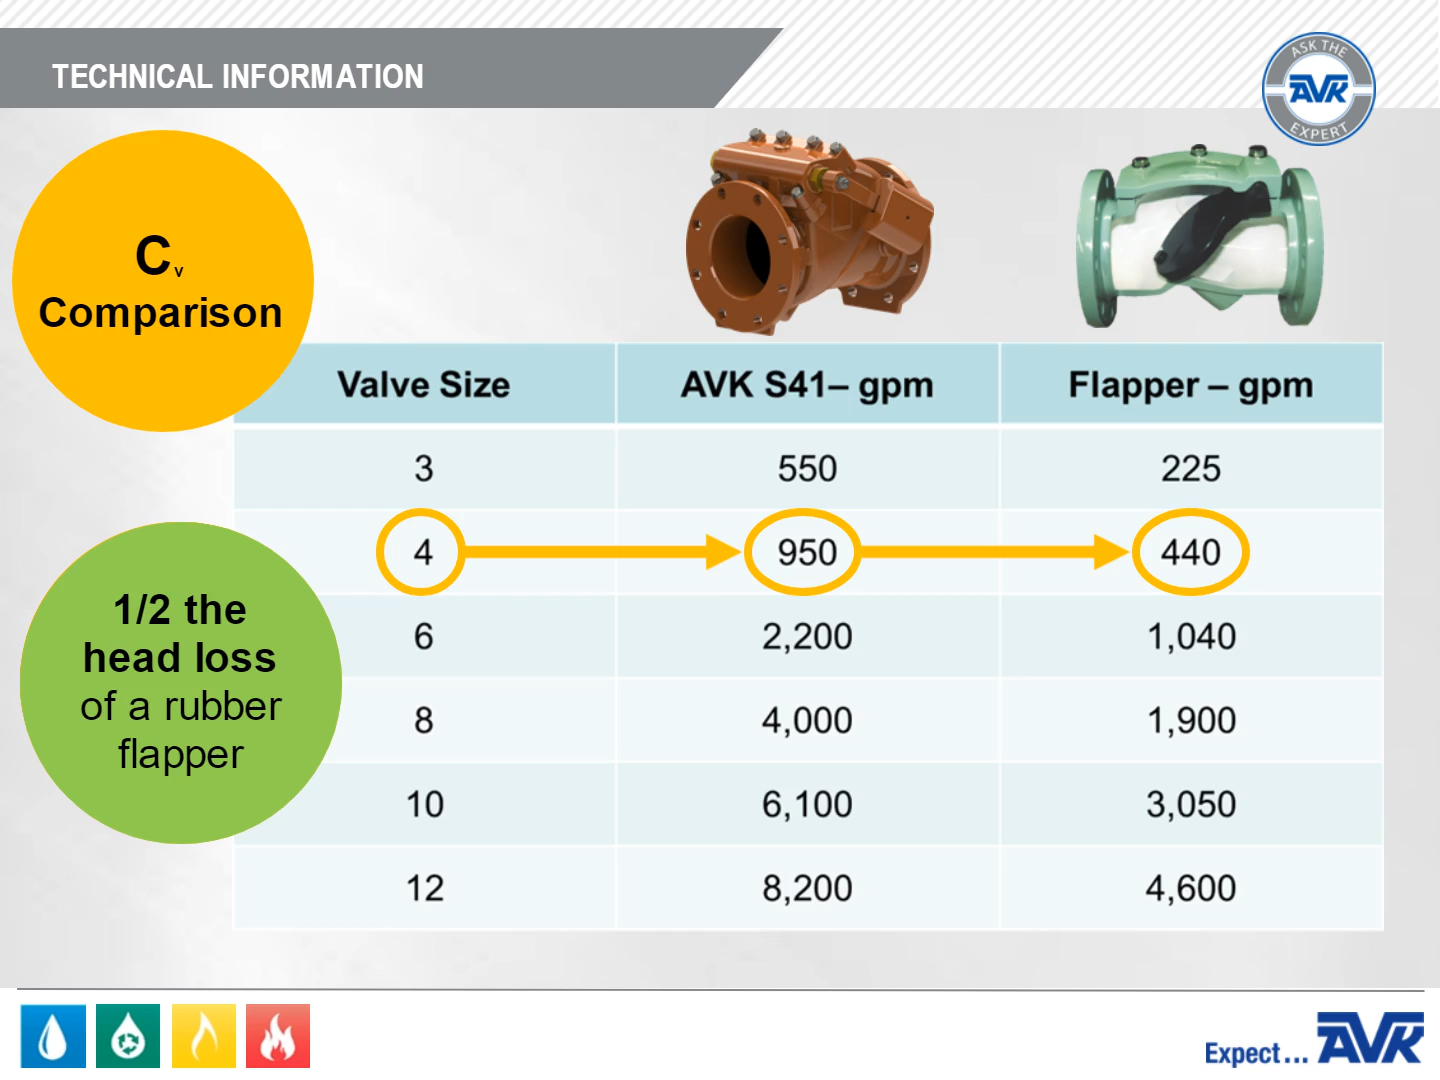 TECHNICAL INFORMATION
ASK THE
AVK
EXPERT
Cv
Comparison
Valve Size AVK S41– gpm Flapper – gpm
3 550 225
4 950 440
6 2,200 1,040
8 4,000 1,900
10 6,100 3,050
12 8,200 4,600
1/2 the
head loss
of a rubber
flapper
Expect... AVK